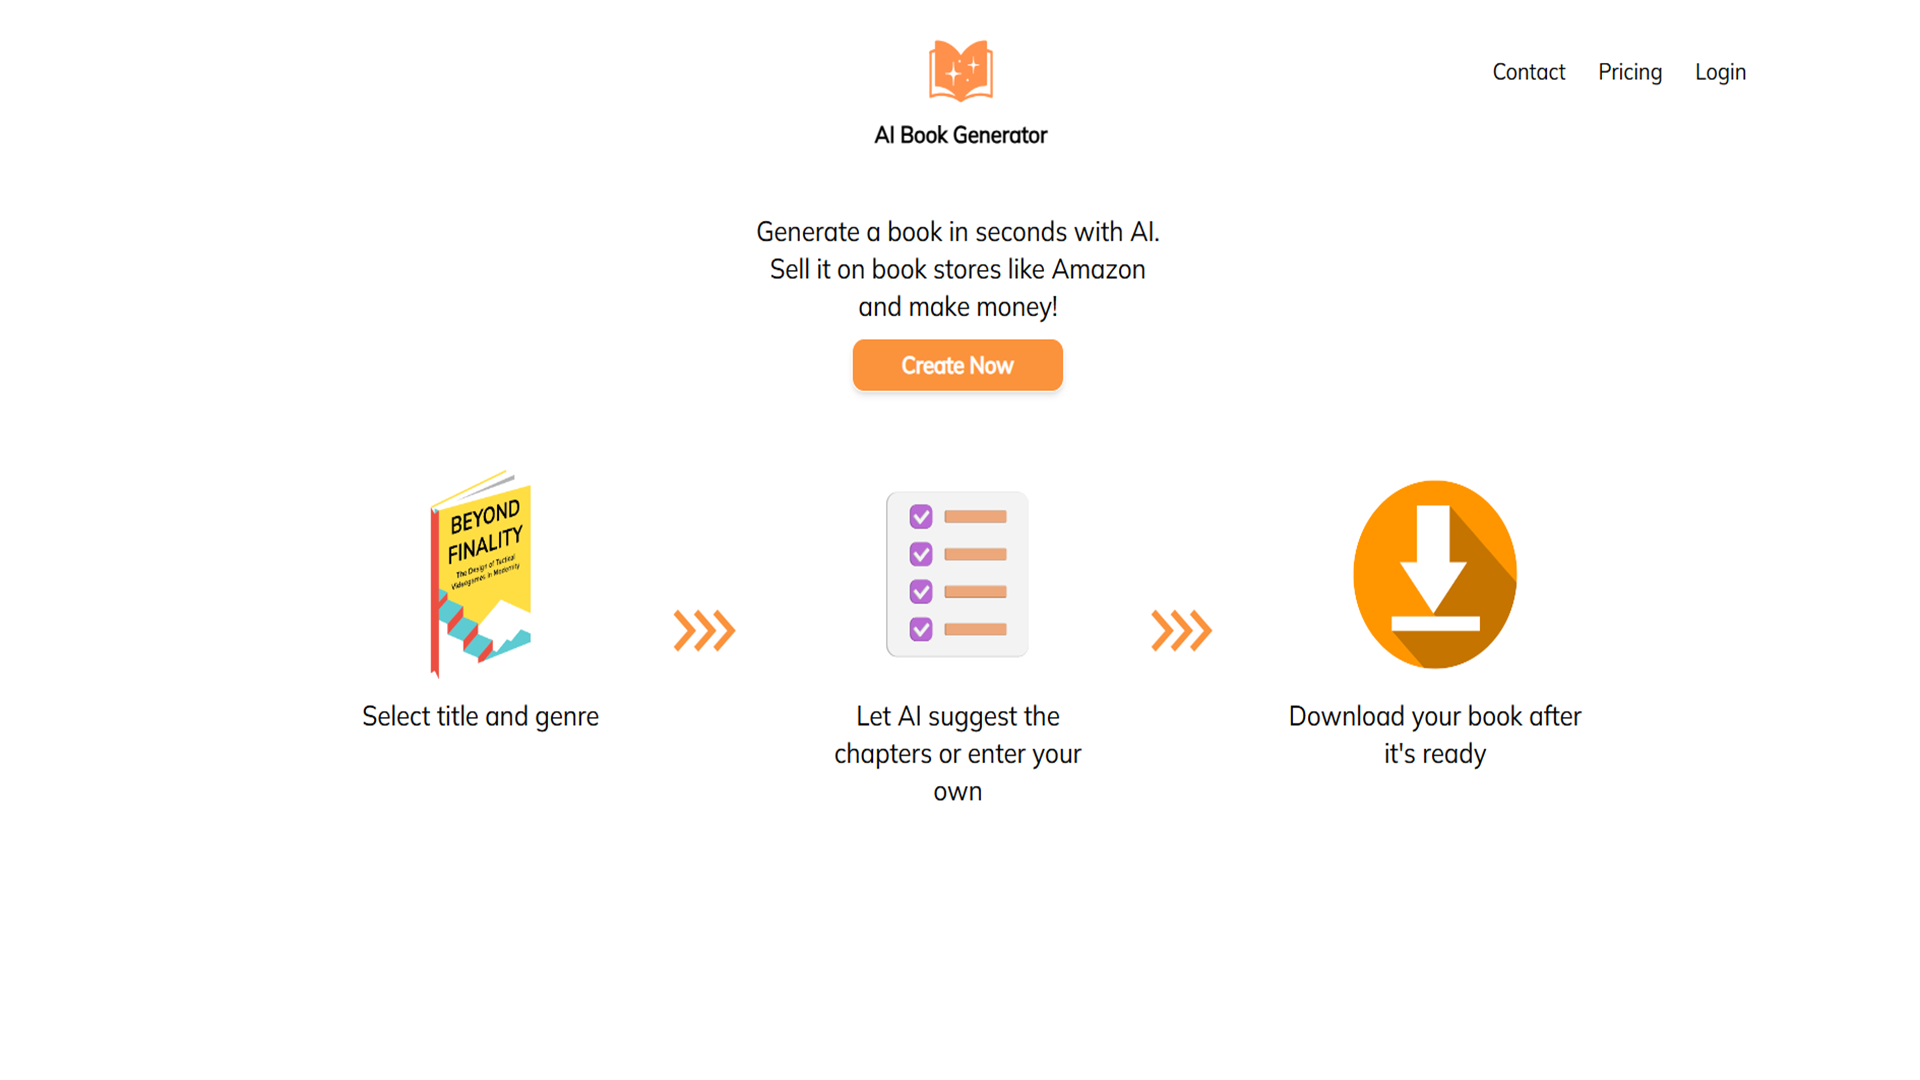 Contact Pricing Login
AI Book Generator
Generate a book in seconds with AI.
Sell it on book stores like Amazon
and make money!
Create Now
BEYOND
FINALITY
The Design of Tactical
Videogames in Modernity
Select title and genre
Let AI suggest the
chapters or enter your
own
Download your book after
it's ready